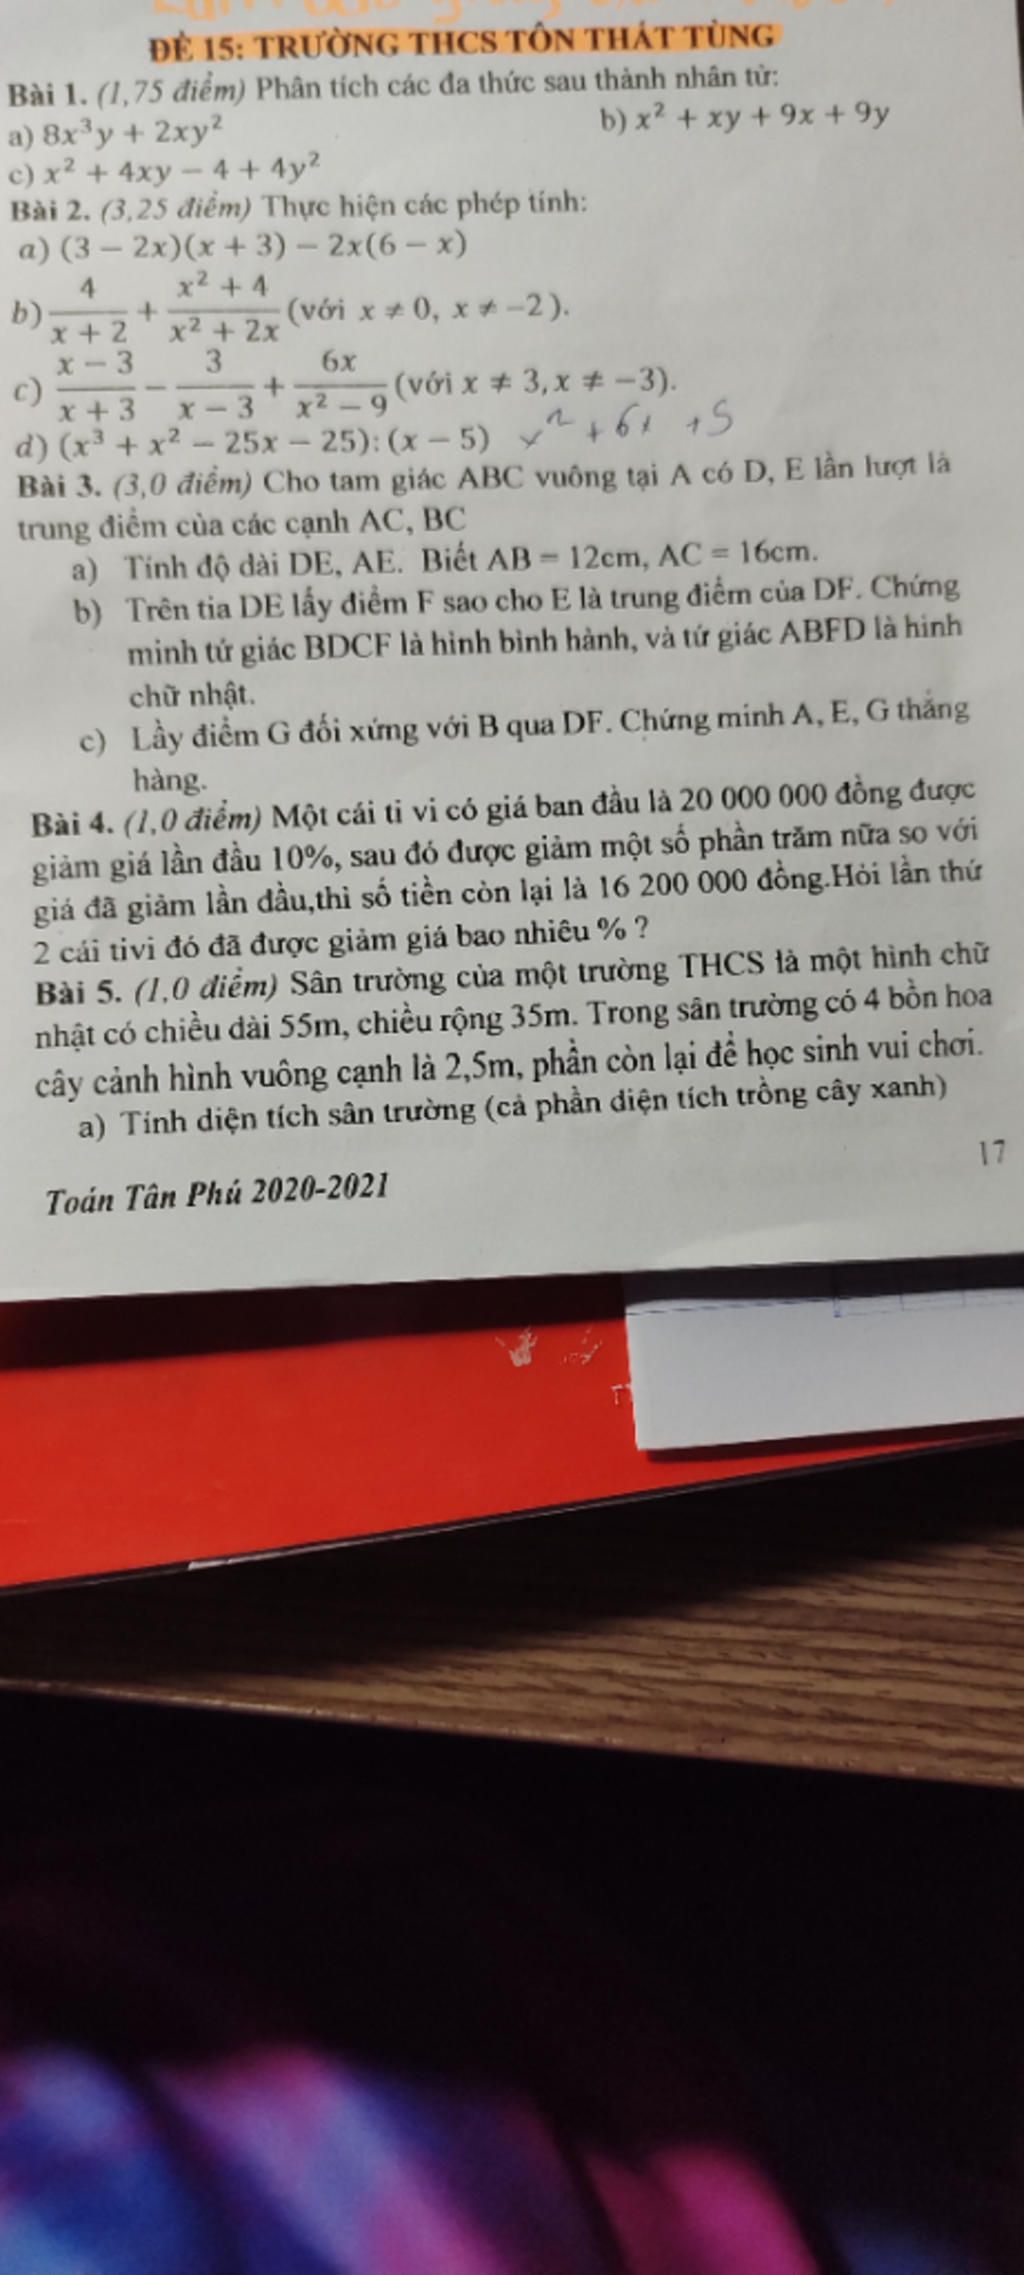 ĐỀ 15: TRƯỜNG THCS TÔN THẤT TÙNG
Bài 1. (1,75 điểm) Phân tích các đa thức sau thành nhân tử:
a) 8x³y + 2xy² b) x² + xy + 9x + 9y
c) x² + 4xy − 4 + 4y²
Bài 2. (3,25 điểm) Thực hiện các phép tính:
a) (3 − 2x)(x + 3) − 2x(6 − x)
b) 4/(x + 2) + (x² + 4)/(x² + 2x) (với x ≠ 0, x ≠ −2).
c) (x − 3)/(x + 3) − 3/(x − 3) + 6x/(x² − 9) (với x ≠ 3, x ≠ −3).
d) (x³ + x² − 25x − 25): (x − 5) x² + 6x + 5
Bài 3. (3,0 điểm) Cho tam giác ABC vuông tại A có D, E lần lượt là
trung điểm của các cạnh AC, BC
a) Tính độ dài DE, AE. Biết AB = 12cm, AC = 16cm.
b) Trên tia DE lấy điểm F sao cho E là trung điểm của DF. Chứng
minh tứ giác BDCF là hình bình hành, và tứ giác ABFD là hình
chữ nhật.
c) Lấy điểm G đối xứng với B qua DF. Chứng minh A, E, G thẳng
hàng.
Bài 4. (1,0 điểm) Một cái ti vi có giá ban đầu là 20 000 000 đồng được
giảm giá lần đầu 10%, sau đó được giảm một số phần trăm nữa so với
giá đã giảm lần đầu,thì số tiền còn lại là 16 200 000 đồng.Hỏi lần thứ
2 cái tivi đó đã được giảm giá bao nhiêu % ?
Bài 5. (1,0 điểm) Sân trường của một trường THCS là một hình chữ
nhật có chiều dài 55m, chiều rộng 35m. Trong sân trường có 4 bồn hoa
cây cảnh hình vuông cạnh là 2,5m, phần còn lại để học sinh vui chơi.
a) Tính diện tích sân trường (cả phần diện tích trồng cây xanh)
17
Toán Tân Phú 2020-2021